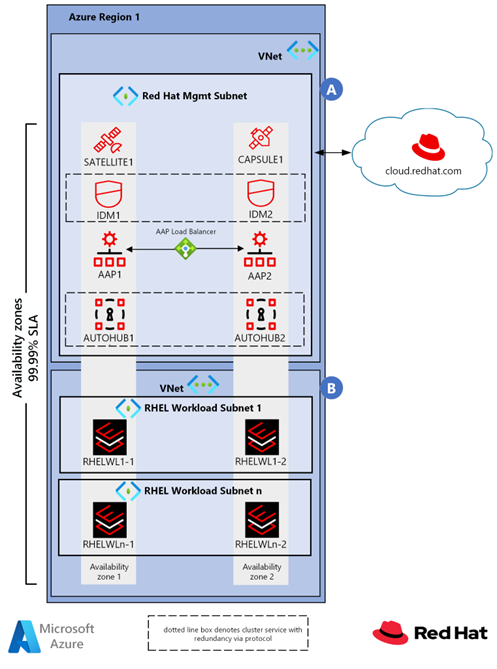 Azure Region 1
VNet
A
Red Hat Mgmt Subnet
SATELLITE1
CAPSULE1
cloud.redhat.com
IDM1
IDM2
AAP Load Balancer
AAP1
AAP2
AUTOHUB1
AUTOHUB2
Availability zones
99.99% SLA
VNet
B
RHEL Workload Subnet 1
RHELWL1-1
RHELWL1-2
RHEL Workload Subnet n
RHELWLn-1
RHELWLn-2
Availability
zone 1
Availability
zone 2
Microsoft
Azure
dotted line box denotes cluster service with
redundancy via protocol
Red Hat